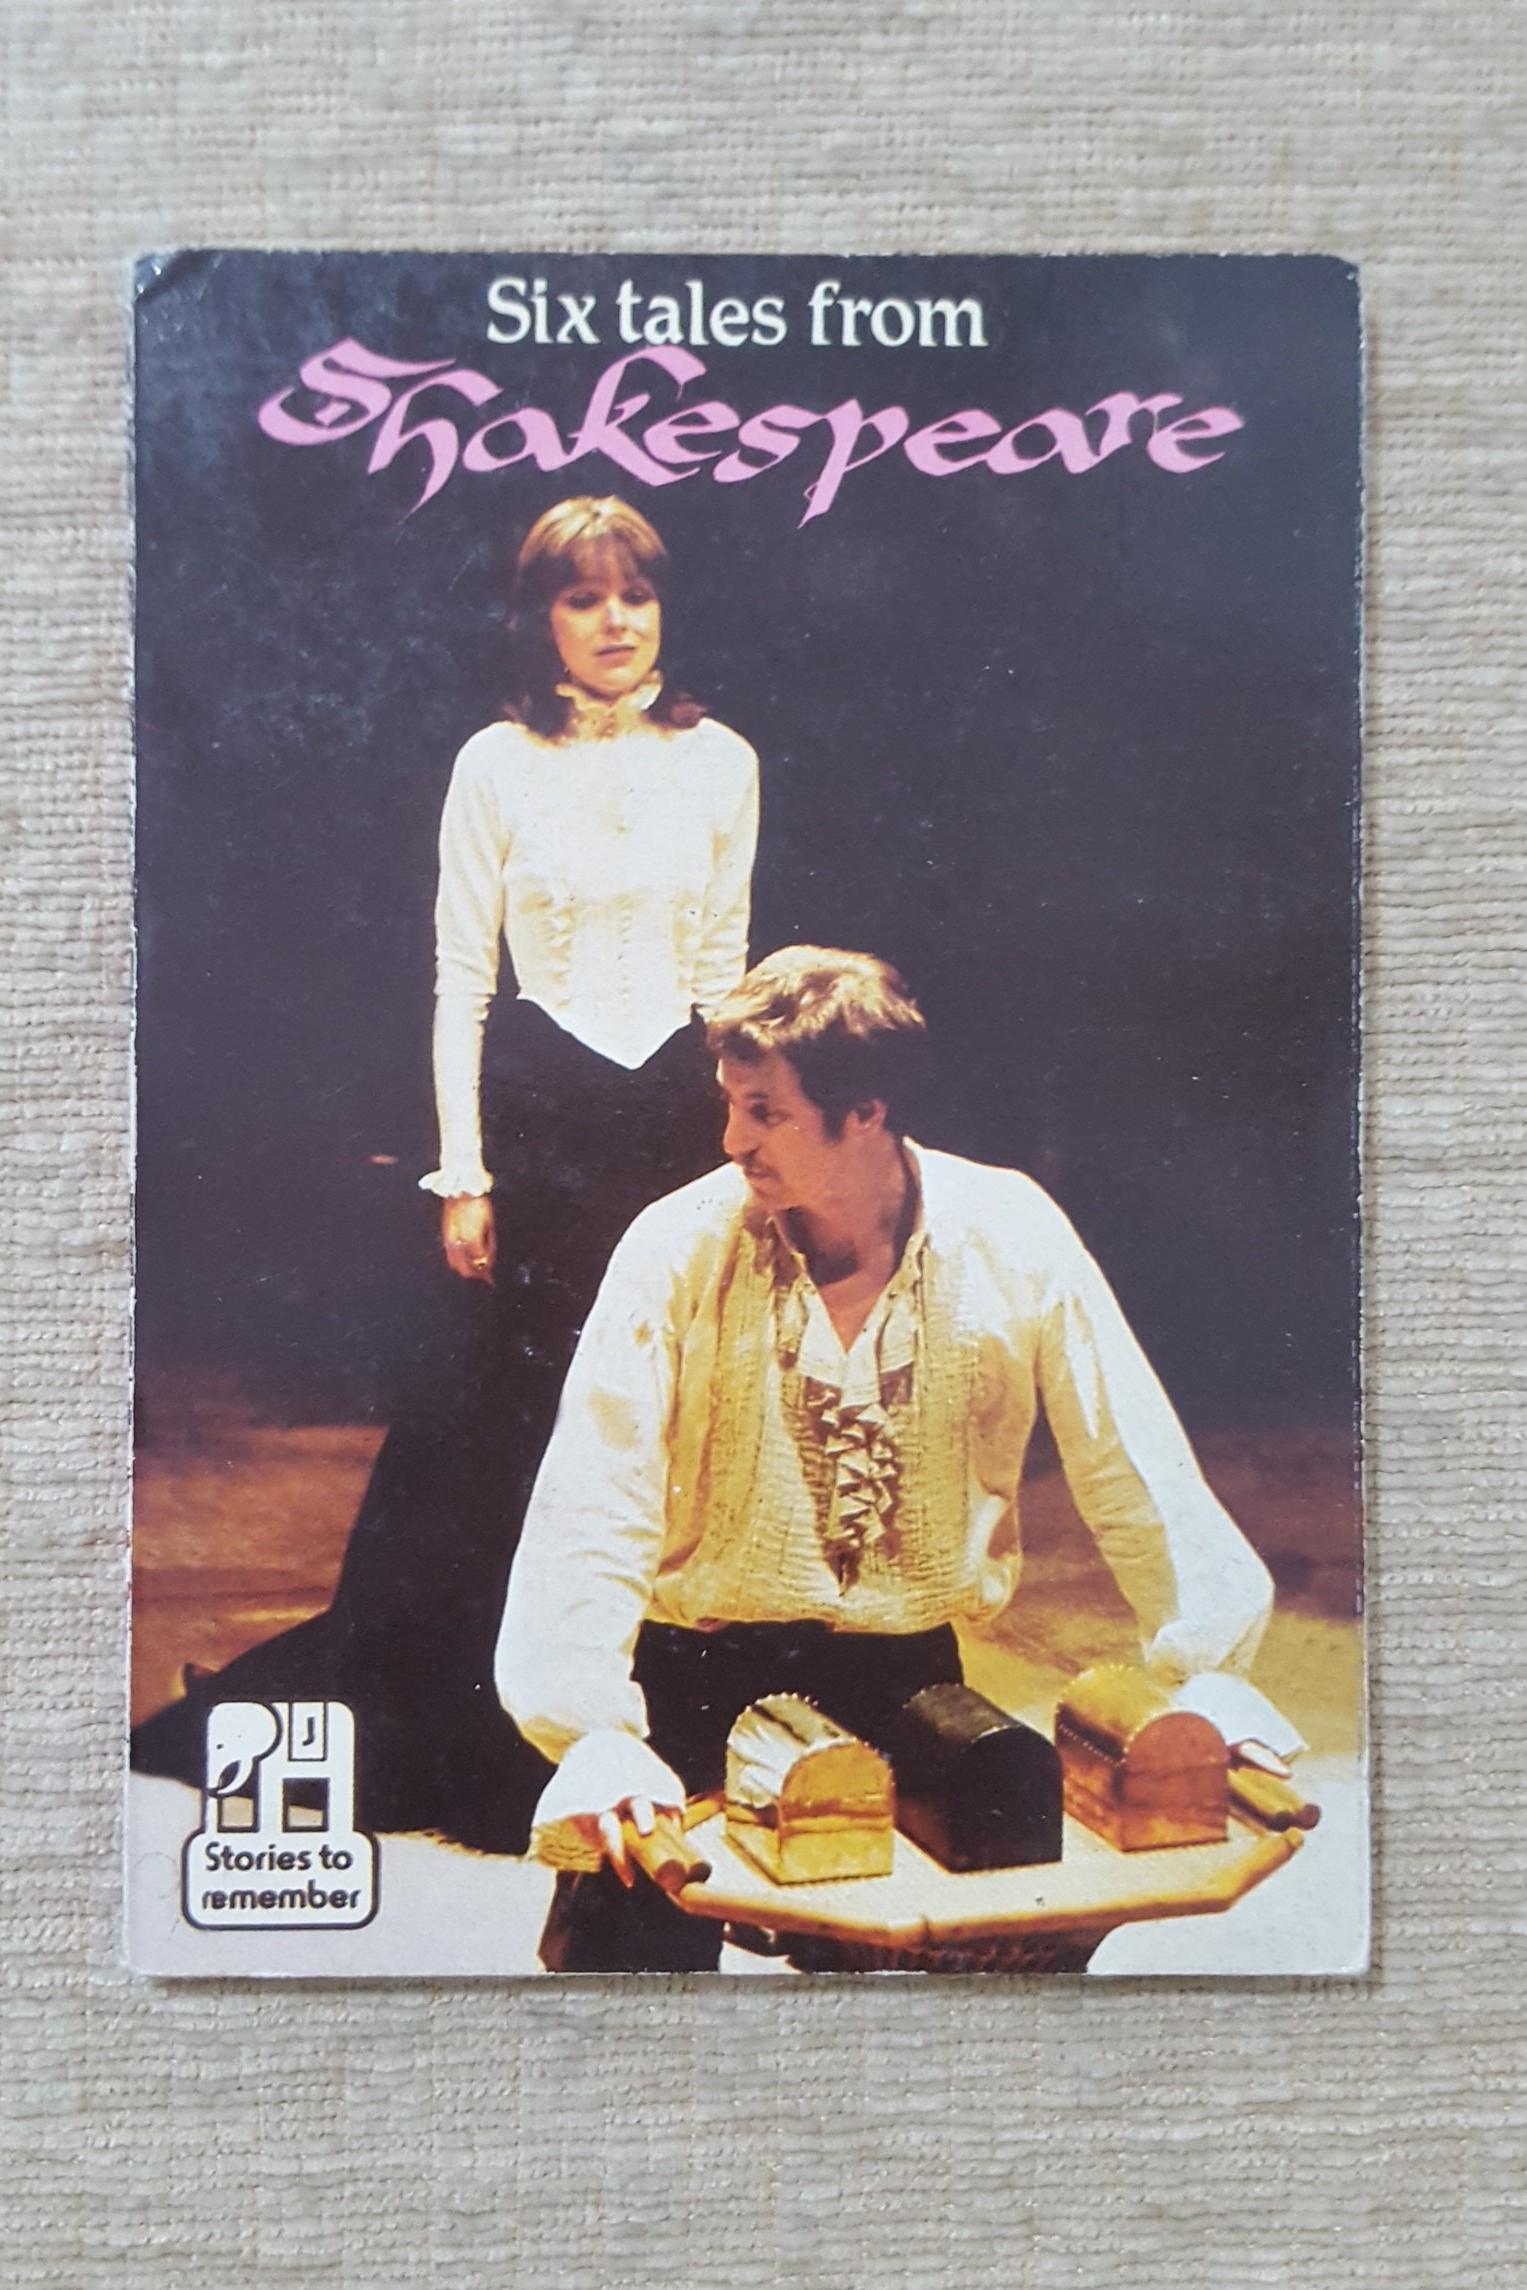 Six tales from
Shakespeare
J
Stories to
remember